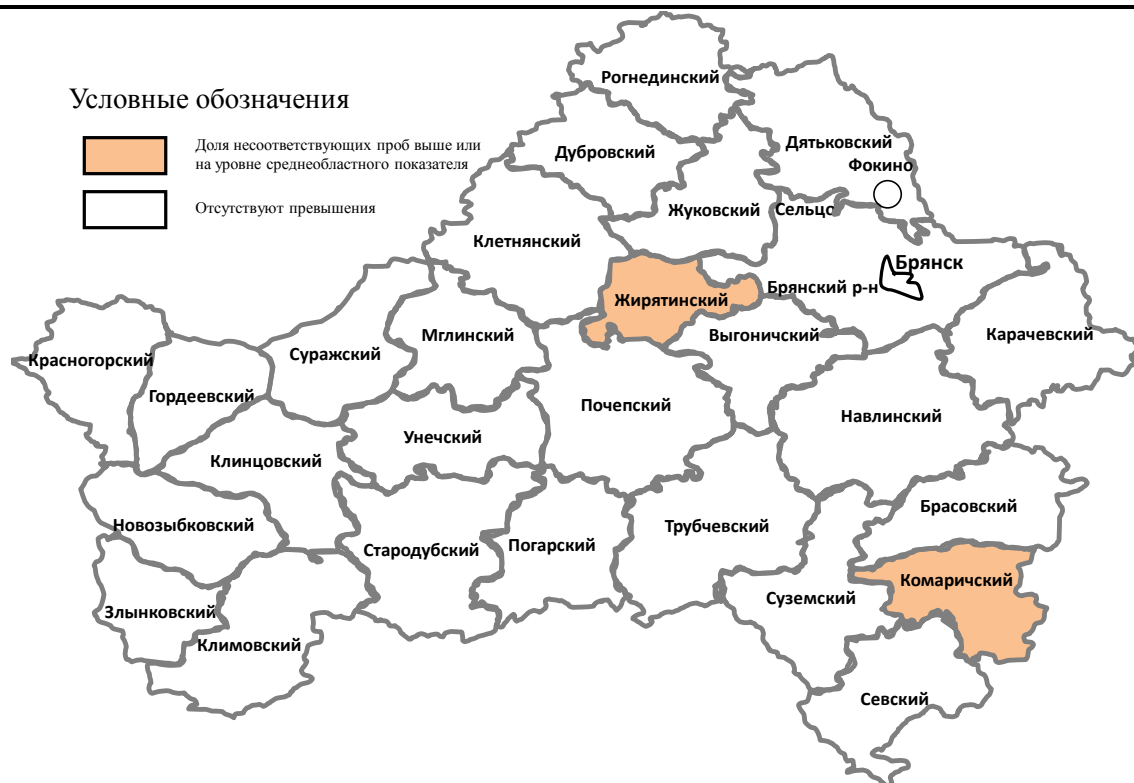 Условные обозначения
Доля несоответствующих проб выше или
на уровне среднеобластного показателя
Отсутствуют превышения
Рогнединский
Дятьковский
Фокино
Дубровский
Жуковский
Сельцо
Клетнянский
Брянск
Брянский р-н
Жирятинский
Выгоничский
Карачевский
Мглинский
Суражский
Красногорский
Гордеевский
Почепский
Навлинский
Унечский
Клинцовский
Брасовский
Новозыбковский
Стародубский
Погарский
Трубчевский
Комаричский
Суземский
Злынковский
Климовский
Севский